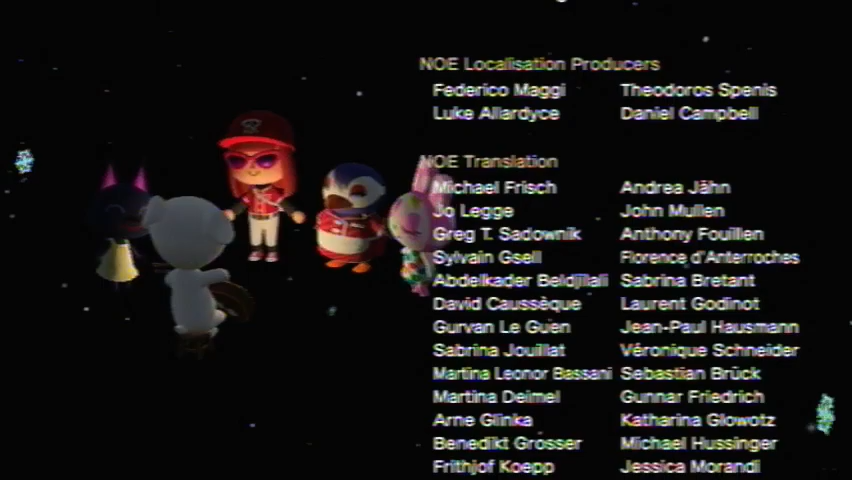 NOE Localisation Producers
Federico Maggi Theodoros Spenis
Luke Allardyce Daniel Campbell
NOE Translation
Michael Frisch Andrea Jähn
Jo Legge John Mullen
Greg T. Sadownik Anthony Fouillen
Sylvain Gsell Florence d'Anterroches
Abdelkader Beldjilali Sabrina Bretant
David Caussèque Laurent Godinot
Gurvan Le Guen Jean-Paul Hausmann
Sabrina Jouillat Véronique Schneider
Martina Leonor Bassani Sebastian Brück
Martina Deimel Gunnar Friedrich
Arne Glinka Katharina Glowotz
Benedikt Grosser Michael Hussinger
Frithjof Koepp Jessica Morandi